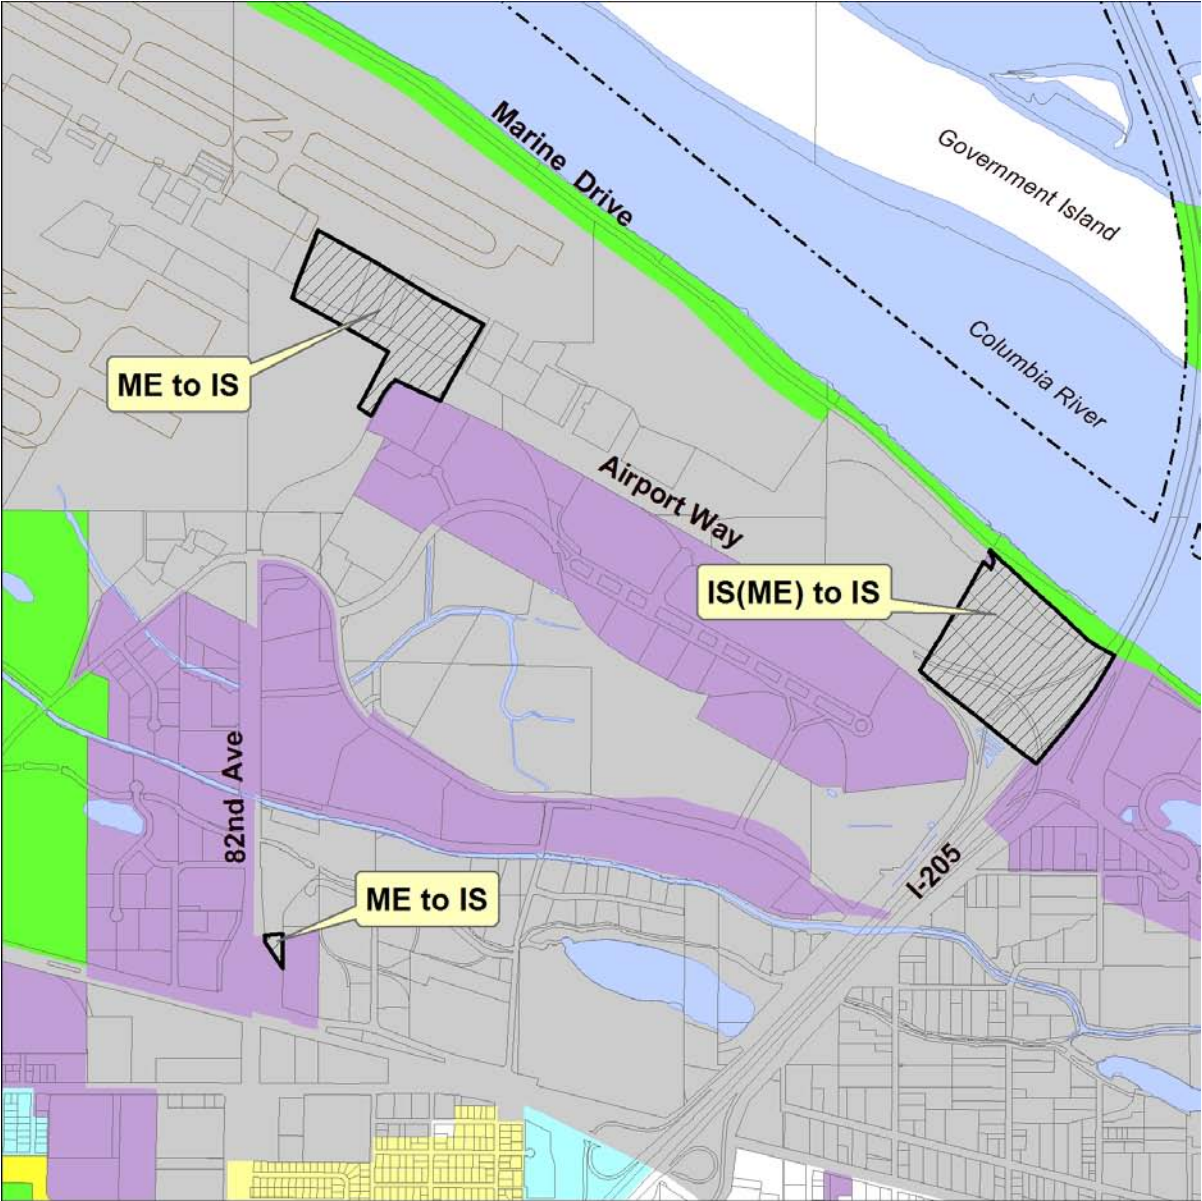 Marine Drive
Government Island
Columbia River
ME to IS
Airport Way
IS(ME) to IS
82nd Ave
I-205
ME to IS